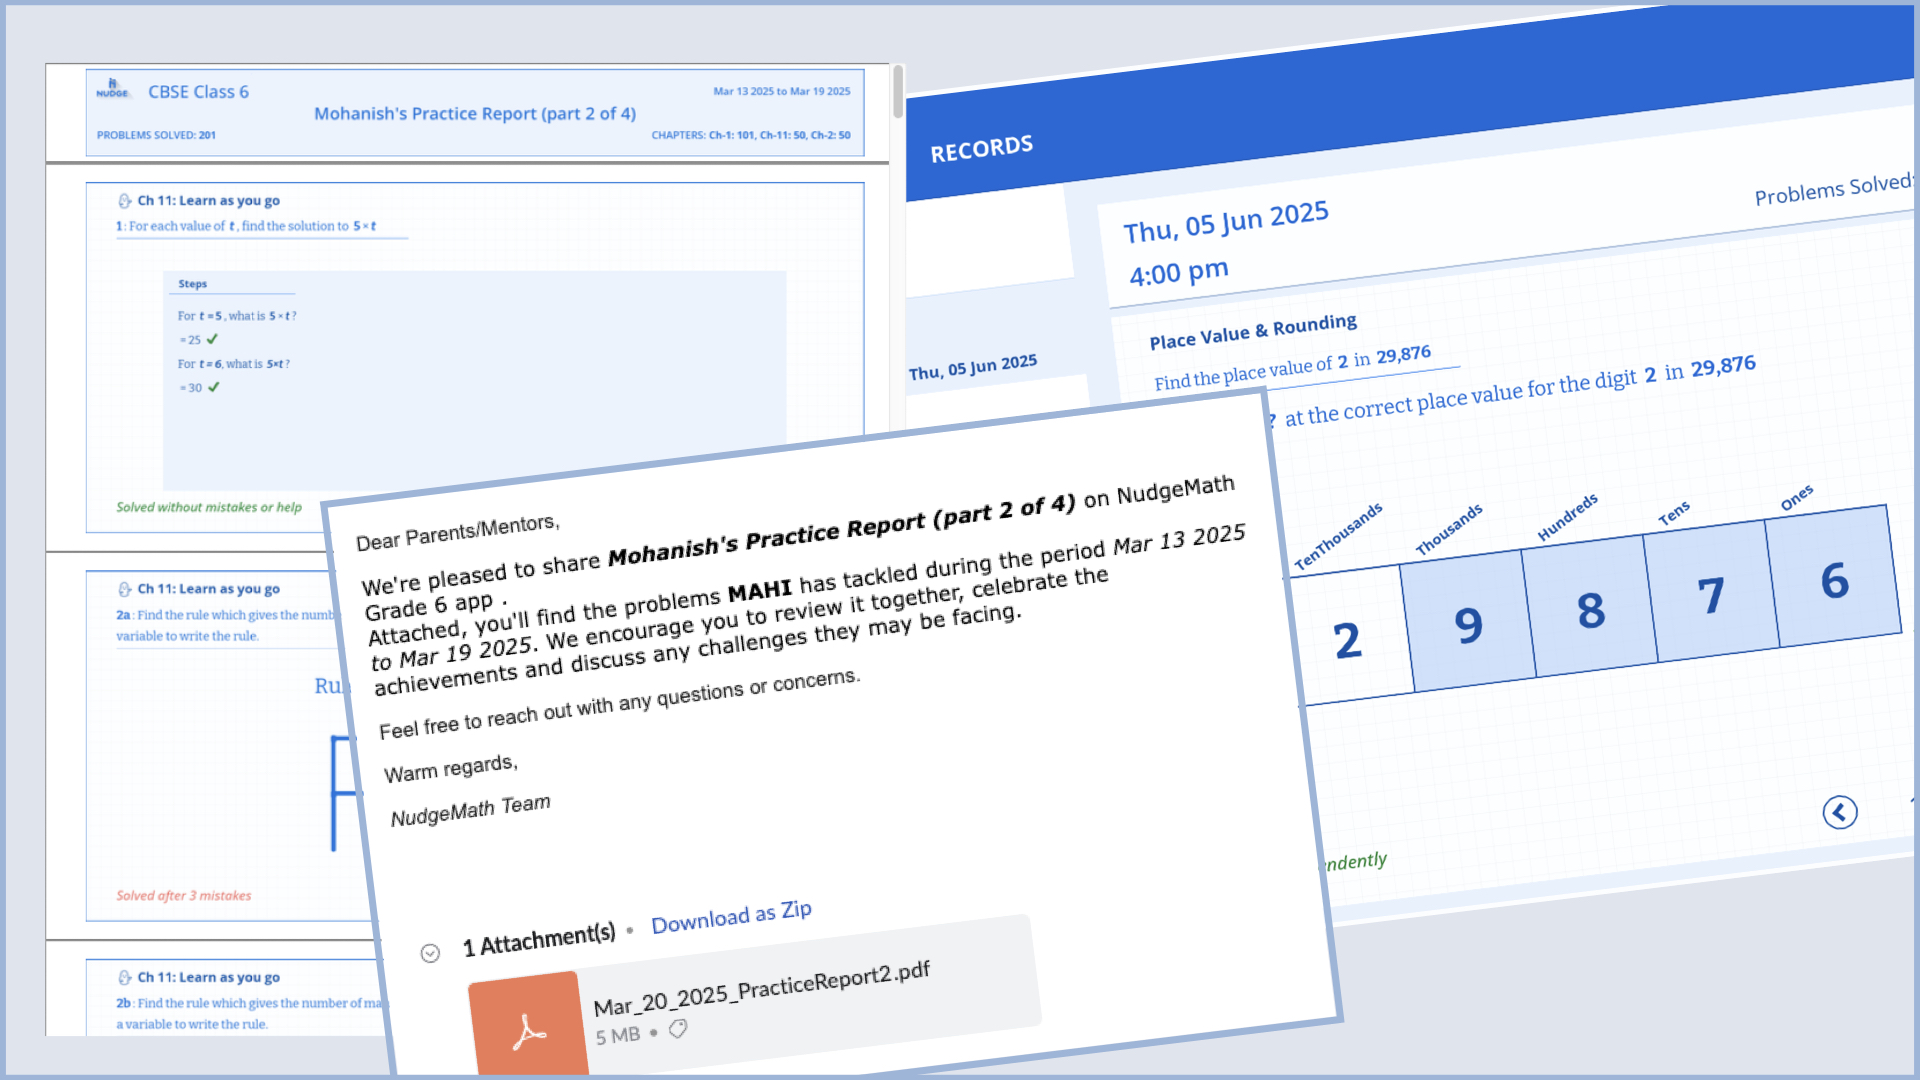 NUDGE
CBSE Class 6
Mar 13 2025 to Mar 19 2025
Mohanish's Practice Report (part 2 of 4)
PROBLEMS SOLVED: 201
CHAPTERS: Ch-1: 101, Ch-11: 50, Ch-2: 50
Ch 11: Learn as you go
1: For each value of t, find the solution to 5 × t
Steps
For t = 5, what is 5 × t?
= 25
For t = 6, what is 5×t?
= 30
Solved without mistakes or help
Ch 11: Learn as you go
2a: Find the rule which gives the
variable to write the rule.
Solved after 3 mistakes
Ch 11: Learn as you go
2b: Find the rule which gives the number of
a variable to write the rule.
RECORDS
Thu, 05 Jun 2025
Thu, 05 Jun 2025
4:00 pm
Problems Solved:
Place Value & Rounding
Find the place value of 2 in 29,876
? at the correct place value for the digit 2 in 29,876
TenThousands Thousands Hundreds Tens Ones
2 9 8 7 6
Dear Parents/Mentors,
We're pleased to share Mohanish's Practice Report (part 2 of 4) on NudgeMath
Grade 6 app .
Attached, you'll find the problems MAHI has tackled during the period Mar 13 2025
to Mar 19 2025. We encourage you to review it together, celebrate the
achievements and discuss any challenges they may be facing.
Feel free to reach out with any questions or concerns.
Warm regards,
NudgeMath Team
1 Attachment(s) • Download as Zip
Mar_20_2025_PracticeReport2.pdf
5 MB •